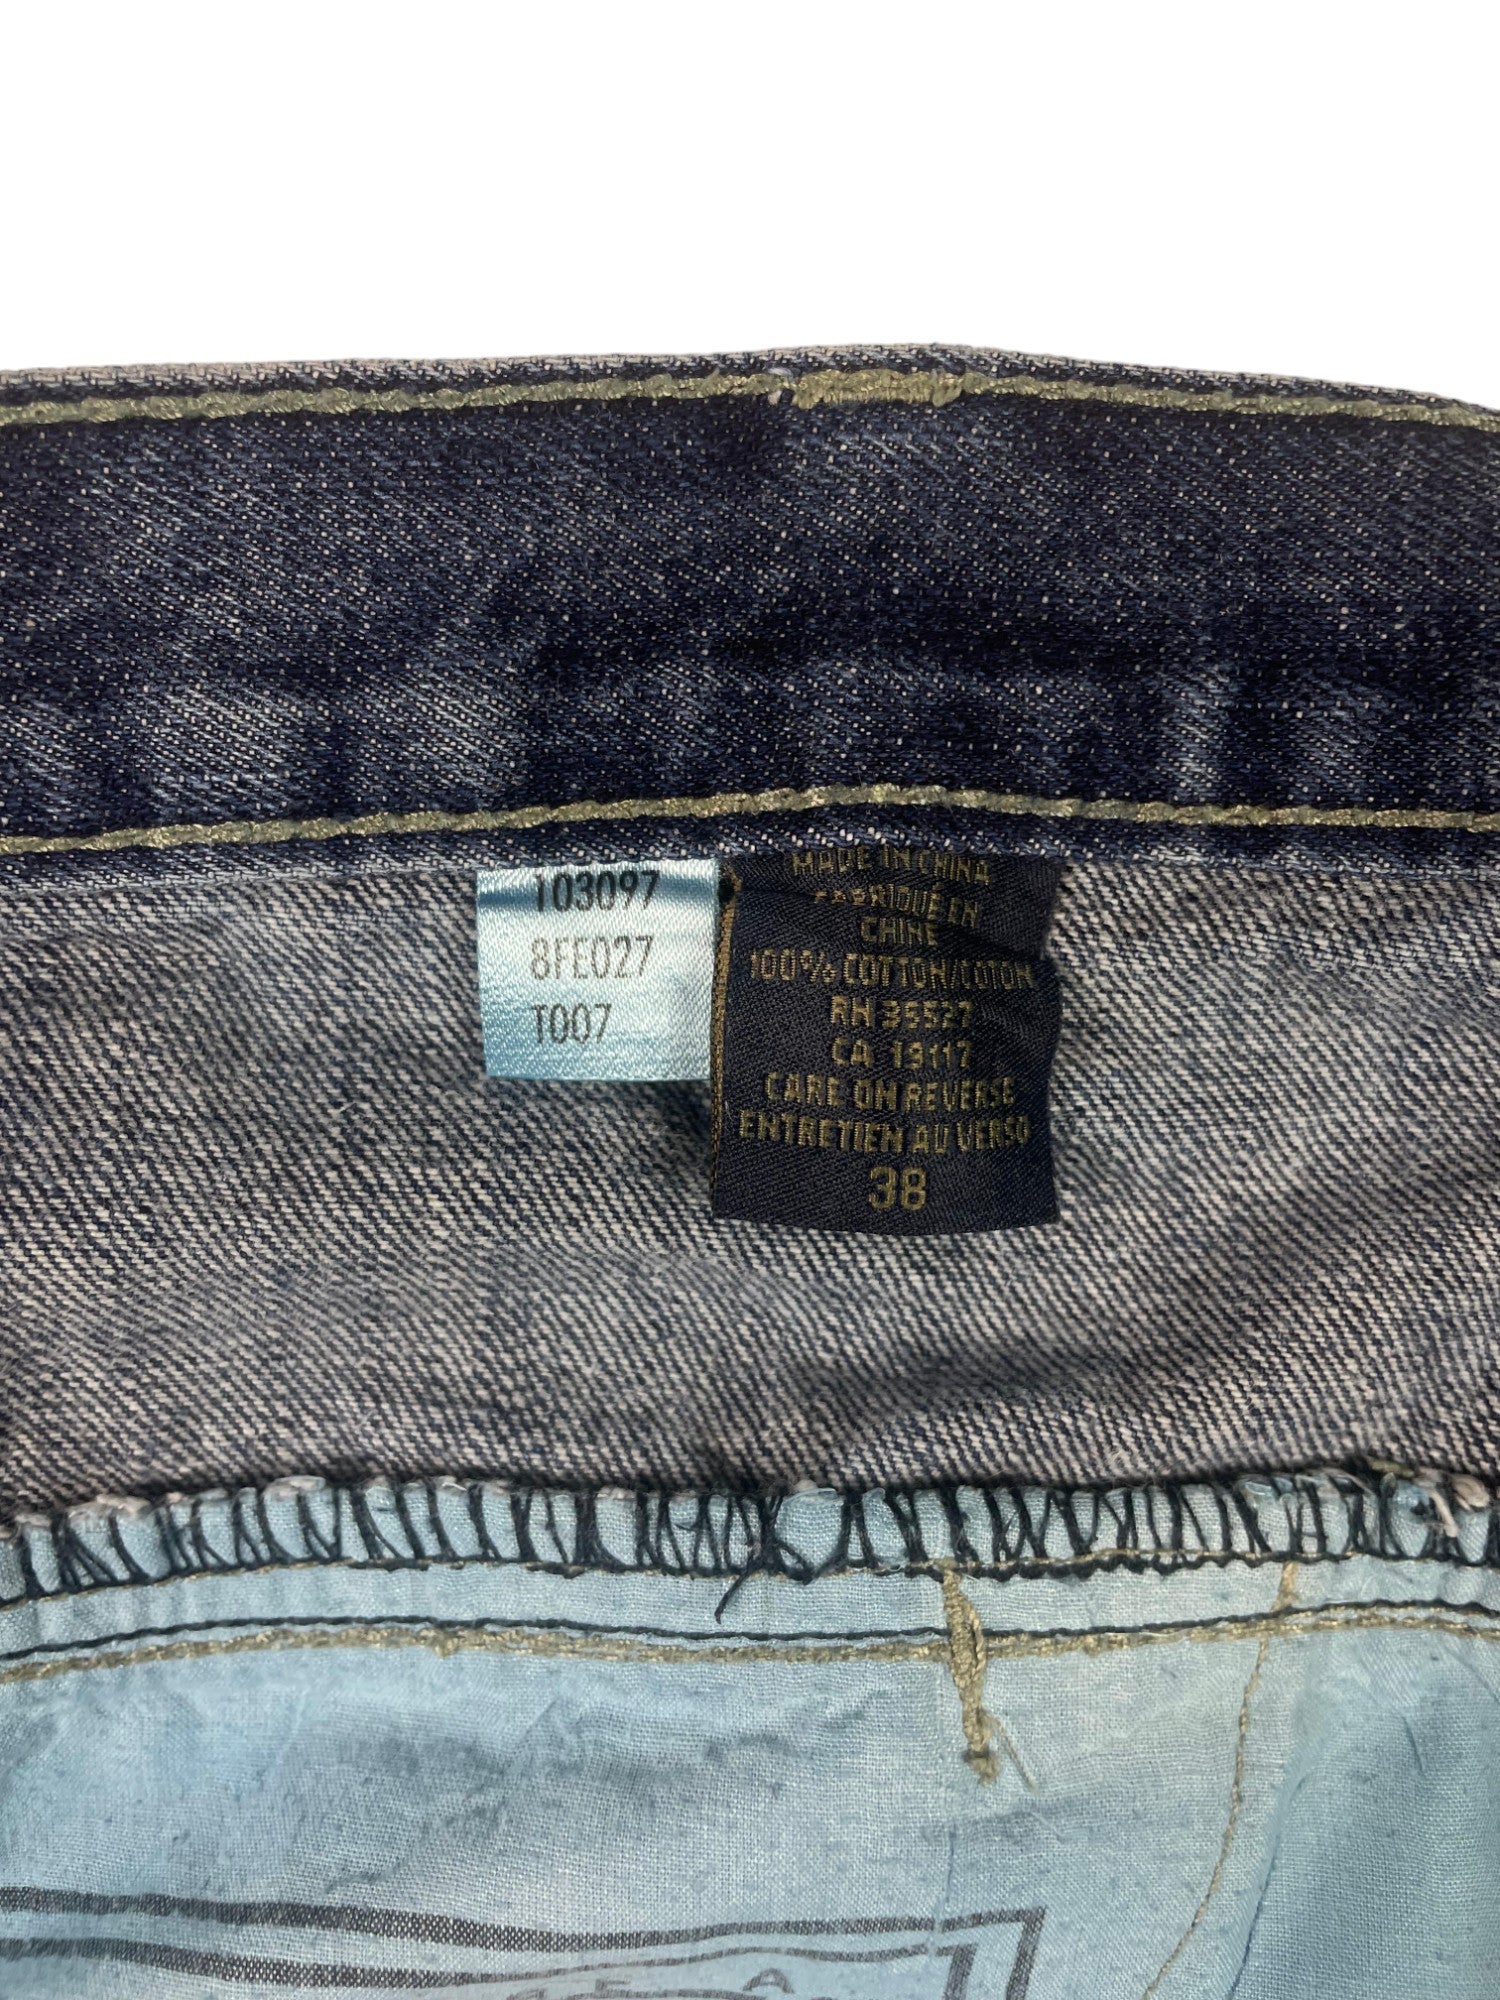 103097
8FE027
T007
MADE IN CHINA
FABRIQUÉ EN
CHINE
100% COTTON/COTON
RN 36527
CA 19117
CARE ON REVERSE
ENTRETIEN AU VERSO
38